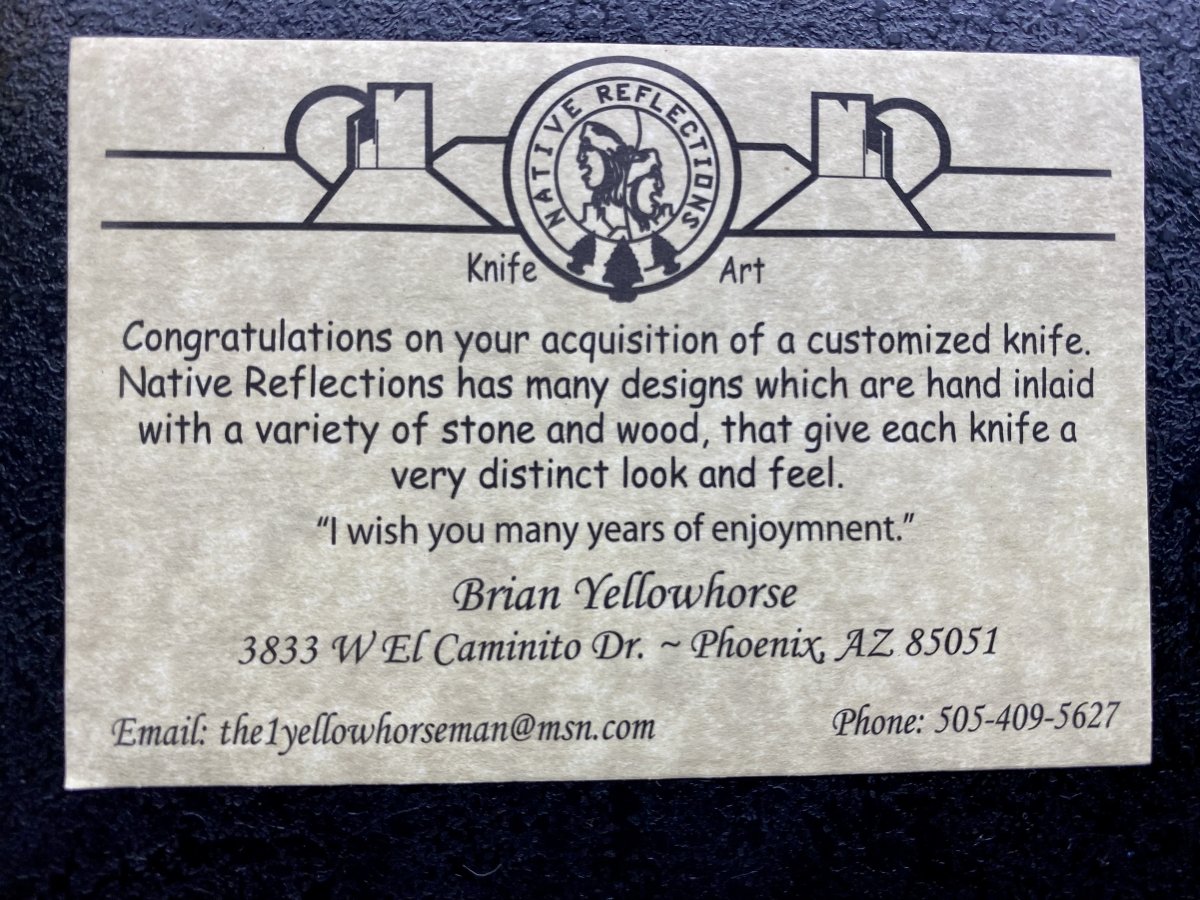 NATIVE REFLECTIONS
Knife Art
Congratulations on your acquisition of a customized knife.
Native Reflections has many designs which are hand inlaid
with a variety of stone and wood, that give each knife a
very distinct look and feel.
“I wish you many years of enjoymnent.”
Brian Yellowhorse
3833 W El Caminito Dr. ~ Phoenix, AZ 85051
Email: the1yellowhorseman@msn.com Phone: 505-409-5627